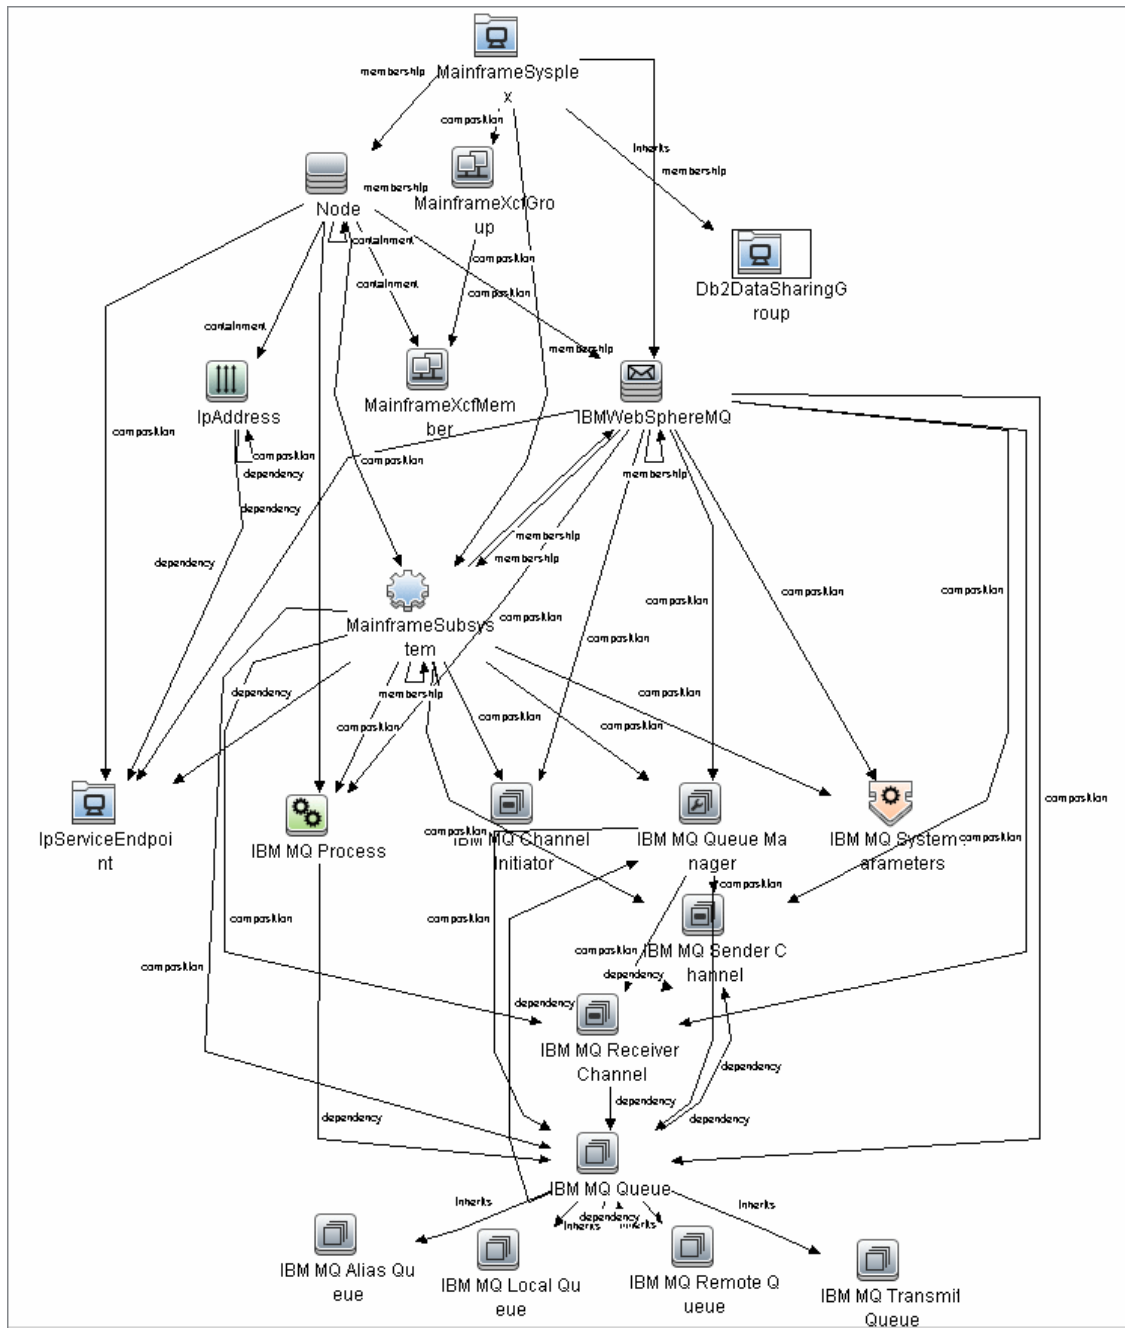 MainframeSysple
x
membership
composition
Inherits
membership
membership
Node
MainframeXcfGro
up
containment
composition
composition
containment
Db2DataSharingG
roup
containment
membership
IpAddress
MainframeXcfMem
ber
IBMWebSphereMQ
composition
composition
dependency
composition
membership
dependency
membership
dependency
membership
composition
composition
composition
MainframeSubsys
tem
composition
composition
dependency
membership
composition
composition
composition
composition
composition
IpServiceEndpoi
nt
IBM MQ Process
IBM MQ Channel
Initiator
IBM MQ Queue Ma
nager
IBM MQ System
arameters
composition
composition
composition
composition
composition
composition
IBM MQ Sender C
hannel
composition
composition
dependency
dependency
IBM MQ Receiver
Channel
dependency
dependency
dependency
dependency
IBM MQ Queue
Inherits
Inherits
dependency
Inherits
IBM MQ Alias Qu
eue
IBM MQ Local Qu
eue
IBM MQ Remote Q
ueue
IBM MQ Transmit
Queue